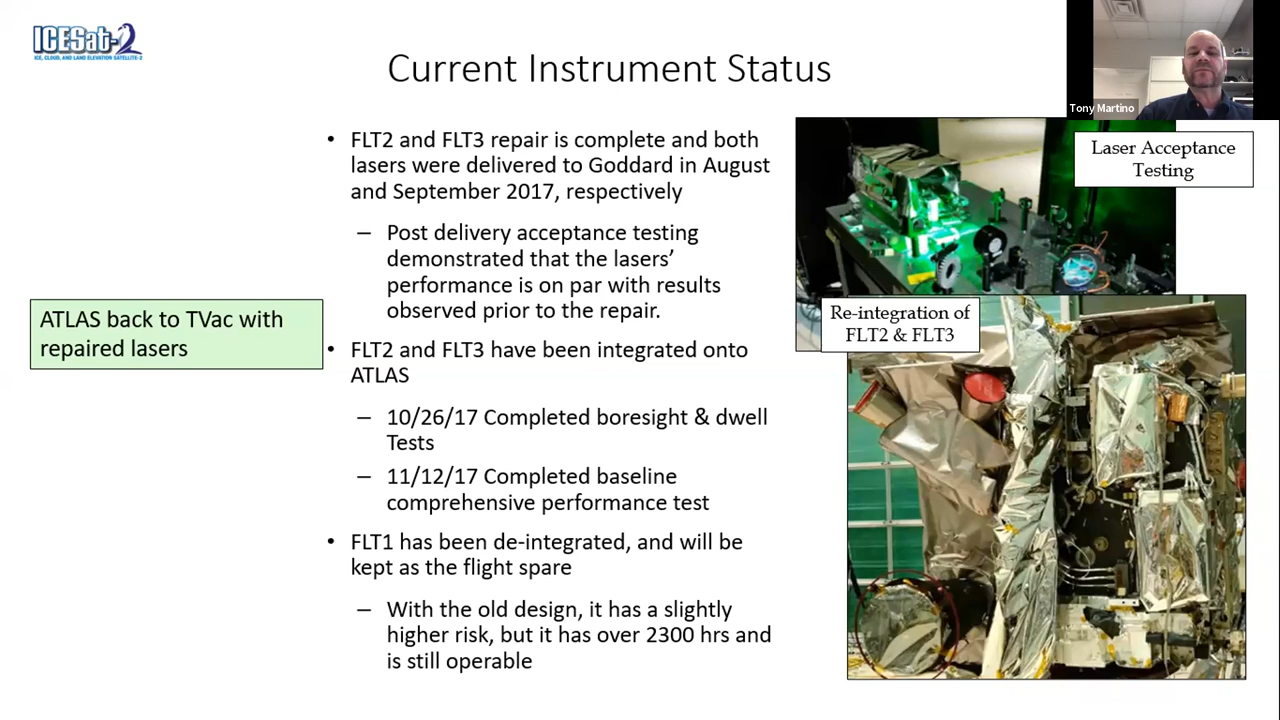 ICESat-2
ICE, CLOUD, AND LAND ELEVATION SATELLITE-2
Current Instrument Status
Tony Martino
• FLT2 and FLT3 repair is complete and both
lasers were delivered to Goddard in August
and September 2017, respectively
– Post delivery acceptance testing
demonstrated that the lasers’
performance is on par with results
observed prior to the repair.
• FLT2 and FLT3 have been integrated onto
ATLAS
– 10/26/17 Completed boresight & dwell
Tests
– 11/12/17 Completed baseline
comprehensive performance test
• FLT1 has been de-integrated, and will be
kept as the flight spare
– With the old design, it has a slightly
higher risk, but it has over 2300 hrs and
is still operable
ATLAS back to TVac with
repaired lasers
Laser Acceptance
Testing
Re-integration of
FLT2 & FLT3